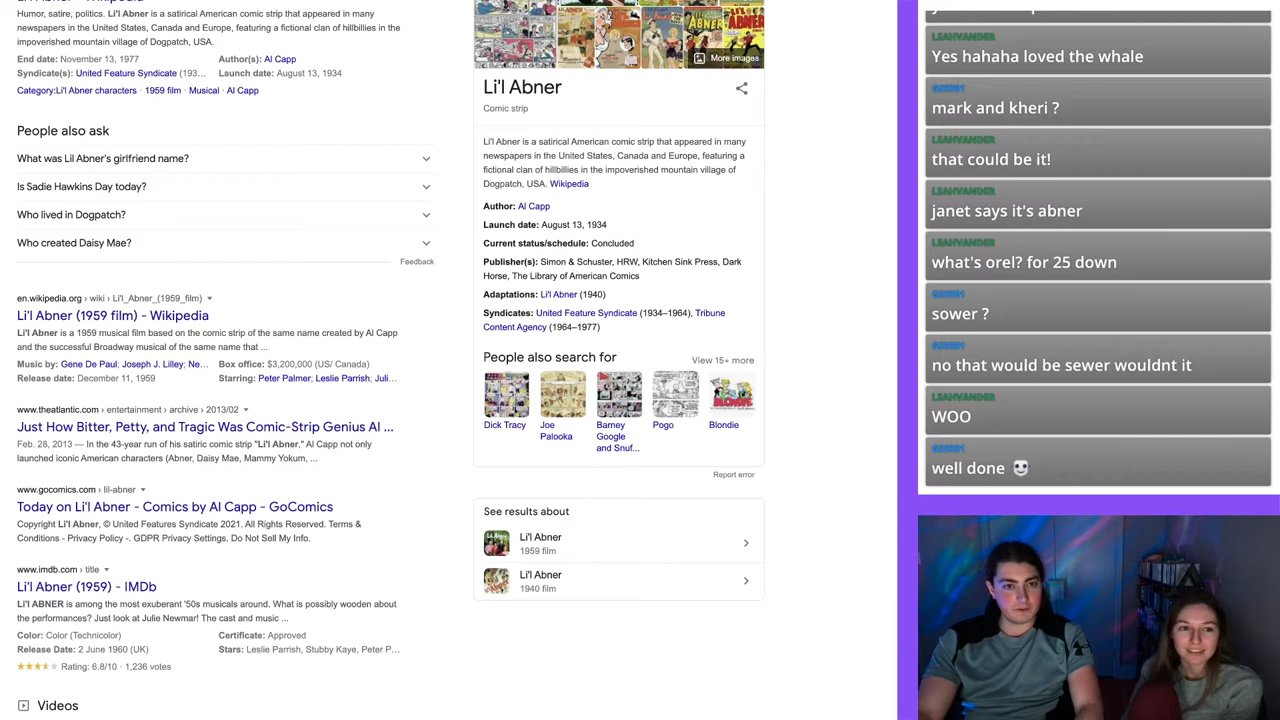 Humor, satire, politics. Li'l Abner is a satirical American comic strip that appeared in many
newspapers in the United States, Canada and Europe, featuring a fictional clan of hillbillies in the
impoverished mountain village of Dogpatch, USA.
End date: November 13, 1977
Author(s): Al Capp
Syndicate(s): United Feature Syndicate (193...
Launch date: August 13, 1934
Category:Li'l Abner characters · 1959 film · Musical · Al Capp
People also ask
What was Lil Abner's girlfriend name?
Is Sadie Hawkins Day today?
Who lived in Dogpatch?
Who created Daisy Mae?
Feedback
en.wikipedia.org › wiki › Li'l_Abner_(1959_film)
Li'l Abner (1959 film) - Wikipedia
Li'l Abner is a 1959 musical film based on the comic strip of the same name created by Al Capp
and the successful Broadway musical of the same name that ...
Music by: Gene De Paul; Joseph J. Lilley; Ne...
Box office: $3,200,000 (US/ Canada)
Release date: December 11, 1959
Starring: Peter Palmer; Leslie Parrish; Juli...
www.theatlantic.com › entertainment › archive › 2013/02
Just How Bitter, Petty, and Tragic Was Comic-Strip Genius Al ...
Feb. 28, 2013 — In the 43-year run of his satiric comic strip "Li'l Abner," Al Capp not only
launched iconic American characters (Abner, Daisy Mae, Mammy Yokum, ...
www.gocomics.com › lil-abner
Today on Li'l Abner - Comics by Al Capp - GoComics
Copyright Li'l Abner, © United Features Syndicate 2021. All Rights Reserved. Terms &
Conditions - Privacy Policy -. GDPR Privacy Settings. Do Not Sell My Info.
www.imdb.com › title
Li'l Abner (1959) - IMDb
Li'l ABNER is among the most exuberant '50s musicals around. What is possibly wooden about
the performances? Just look at Julie Newmar! The cast and music ...
Color: Color (Technicolor)
Certificate: Approved
Release Date: 2 June 1960 (UK)
Stars: Leslie Parrish, Stubby Kaye, Peter P...
Rating: 6.8/10 · 1,236 votes
Videos
More images
Li'l Abner
Comic strip
Li'l Abner is a satirical American comic strip that appeared in many
newspapers in the United States, Canada and Europe, featuring a
fictional clan of hillbillies in the impoverished mountain village of
Dogpatch, USA. Wikipedia
Author: Al Capp
Launch date: August 13, 1934
Current status/schedule: Concluded
Publisher(s): Simon & Schuster, HRW, Kitchen Sink Press, Dark
Horse, The Library of American Comics
Adaptations: Li'l Abner (1940)
Syndicates: United Feature Syndicate (1934–1964), Tribune
Content Agency (1964–1977)
People also search for
View 15+ more
Dick Tracy
Joe
Palooka
Barney
Google
and Snuf...
Pogo
Blondie
Report error
See results about
Li'l Abner
1959 film
Li'l Abner
1940 film
LEAHVANDER
Yes hahaha loved the whale
mark and kheri ?
LEAHVANDER
that could be it!
LEAHVANDER
janet says it's abner
LEAHVANDER
what's orel? for 25 down
sower ?
no that would be sewer wouldnt it
LEAHVANDER
WOO
well done